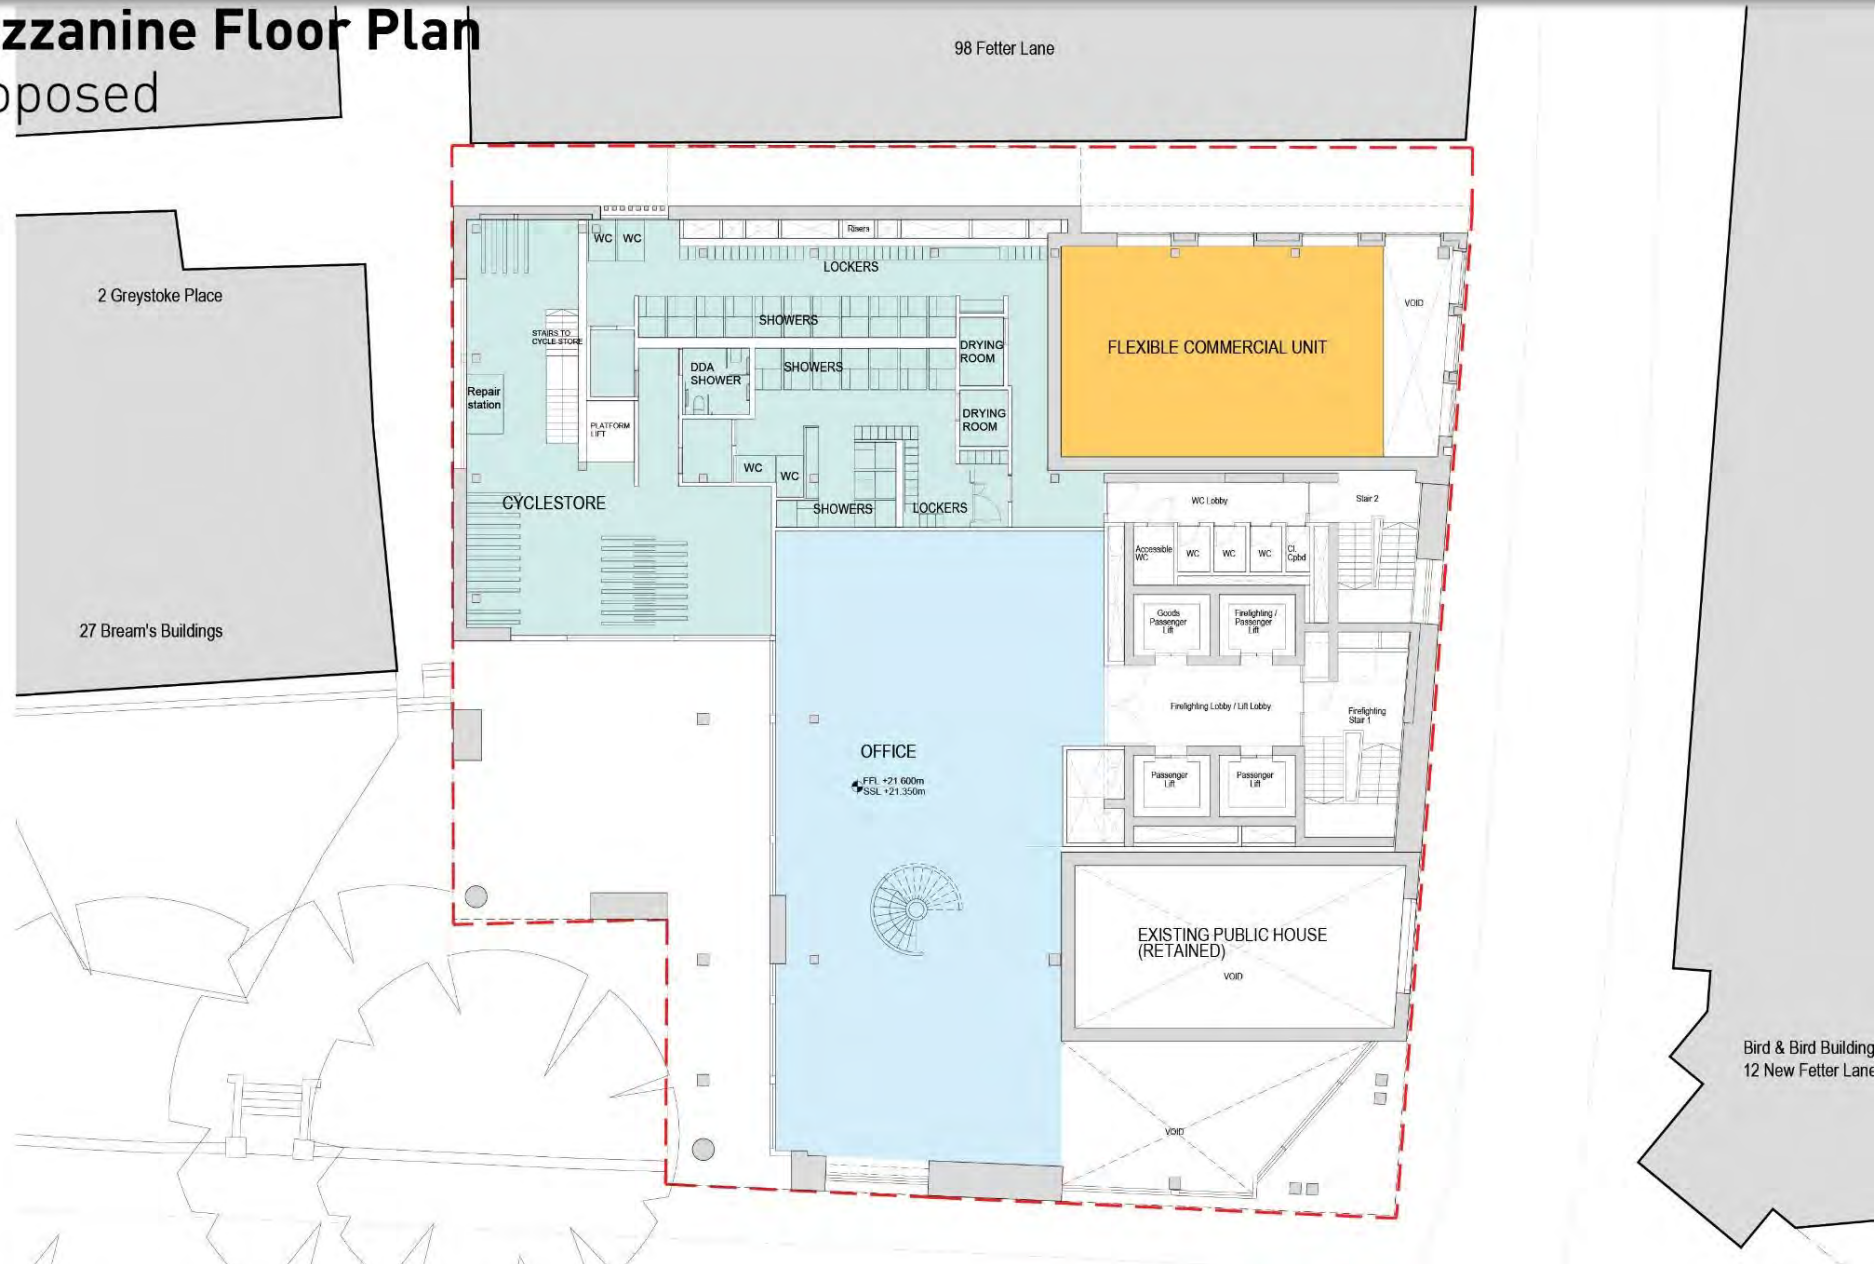 zzanine Floor Plan
oposed
98 Fetter Lane
2 Greystoke Place
27 Bream's Buildings
WC
WC
Risers
LOCKERS
SHOWERS
STAIRS TO
CYCLE STORE
DRYING
ROOM
SHOWERS
DDA
SHOWER
Repair
station
PLATFORM
LIFT
DRYING
ROOM
WC
WC
CYCLESTORE
SHOWERS
LOCKERS
FLEXIBLE COMMERCIAL UNIT
VOID
WC Lobby
Stair 2
Accessible
WC
WC
WC
WC
Cl.
Cpbd
Goods
Passenger
Lift
Firefighting /
Passenger
Lift
Firefighting Lobby / Lift Lobby
Firefighting
Stair 1
OFFICE
FFL +21.600m
SSL +21.350m
Passenger
Lift
Passenger
Lift
EXISTING PUBLIC HOUSE
(RETAINED)
VOID
VOID
Bird & Bird Building
12 New Fetter Lane